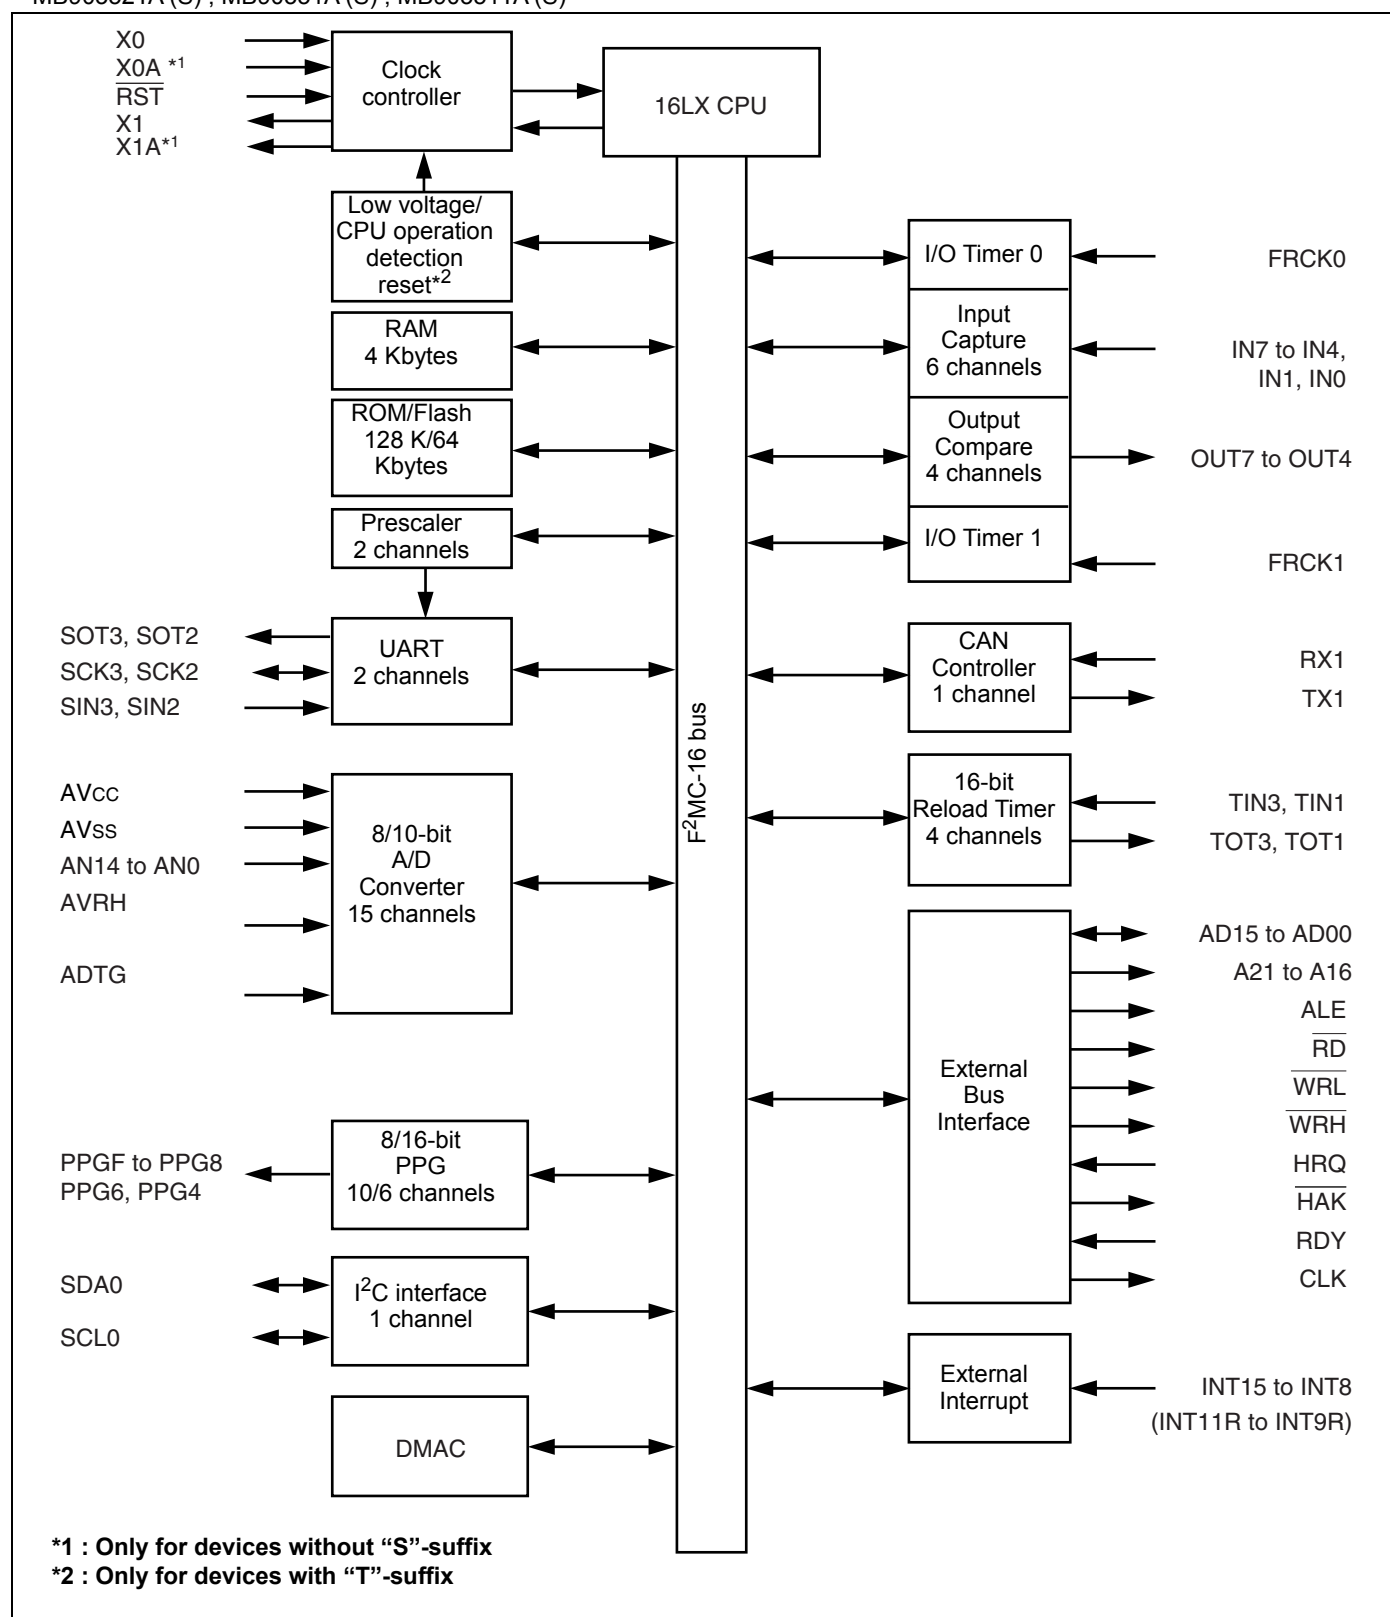 X0
X0A *1
RST
X1
X1A*1
Clock
controller
16LX CPU
Low voltage/
CPU operation
detection
reset*2
RAM
4 Kbytes
ROM/Flash
128 K/64
Kbytes
Prescaler
2 channels
SOT3, SOT2
SCK3, SCK2
SIN3, SIN2
UART
2 channels
AVCC
AVSS
AN14 to AN0
AVRH
ADTG
8/10-bit
A/D
Converter
15 channels
PPGF to PPG8
PPG6, PPG4
8/16-bit
PPG
10/6 channels
SDA0
SCL0
I2C interface
1 channel
DMAC
F2MC-16 bus
I/O Timer 0
FRCK0
Input
Capture
6 channels
IN7 to IN4,
IN1, IN0
Output
Compare
4 channels
OUT7 to OUT4
I/O Timer 1
FRCK1
CAN
Controller
1 channel
RX1
TX1
16-bit
Reload Timer
4 channels
TIN3, TIN1
TOT3, TOT1
External
Bus
Interface
AD15 to AD00
A21 to A16
ALE
RD
WRL
WRH
HRQ
HAK
RDY
CLK
External
Interrupt
INT15 to INT8
(INT11R to INT9R)
*1 : Only for devices without “S”-suffix
*2 : Only for devices with “T”-suffix